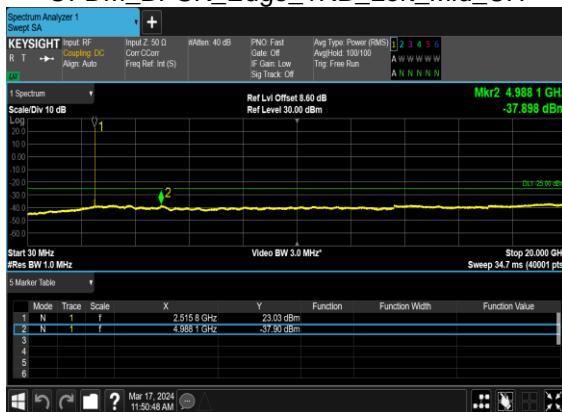 Spectrum Analyzer 1
Swept SA
+
KEYSIGHT Input: RF Input Z: 50 Ω #Atten: 40 dB PNO: Fast Avg Type: Power (RMS) 1 2 3 4 5 6
R T Coupling: DC Corr CCorr Gate: Off Avg|Hold: 100/100 A W W W W W
Align: Auto Freq Ref: Int (S) IF Gain: Low Trig: Free Run
LU Sig Track: Off A N N N N N
1 Spectrum Ref Lvl Offset 8.60 dB Mkr2 4.988 1 GHz
Scale/Div 10 dB Ref Level 30.00 dBm -37.898 dBm
Log
20.0
1
10.0
0.00
-10.0
-20.0
DL1 -25.00 dBm
-30.0
2
-40.0
-50.0
-60.0
Start 30 MHz Video BW 3.0 MHz* Stop 20.000 GHz
#Res BW 1.0 MHz Sweep 34.7 ms (40001 pts)
5 Marker Table
Mode Trace Scale X Y Function Function Width Function Value
1 N 1 f 2.515 8 GHz 23.03 dBm
2 N 1 f 4.988 1 GHz -37.90 dBm
3
4
5
6
? Mar 17, 2024
11:50:48 AM